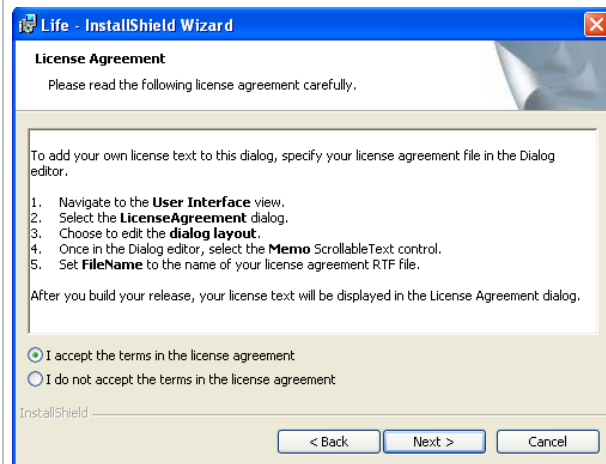 Life - InstallShield Wizard
License Agreement
Please read the following license agreement carefully.
To add your own license text to this dialog, specify your license agreement file in the Dialog
editor.
1. Navigate to the User Interface view.
2. Select the LicenseAgreement dialog.
3. Choose to edit the dialog layout.
4. Once in the Dialog editor, select the Memo ScrollableText control.
5. Set FileName to the name of your license agreement RTF file.
After you build your release, your license text will be displayed in the License Agreement dialog.
I accept the terms in the license agreement
I do not accept the terms in the license agreement
InstallShield
< Back Next > Cancel